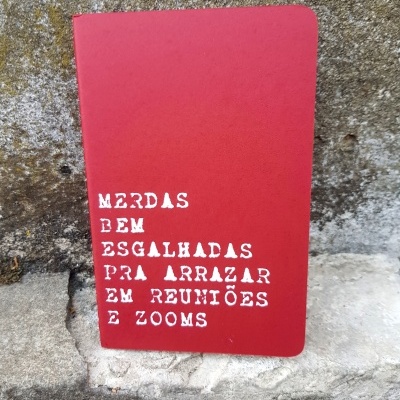 MERDAS
BEM
ESGALHADAS
PRA ARRAZAR
EM REUNIÕES
E ZOOMS